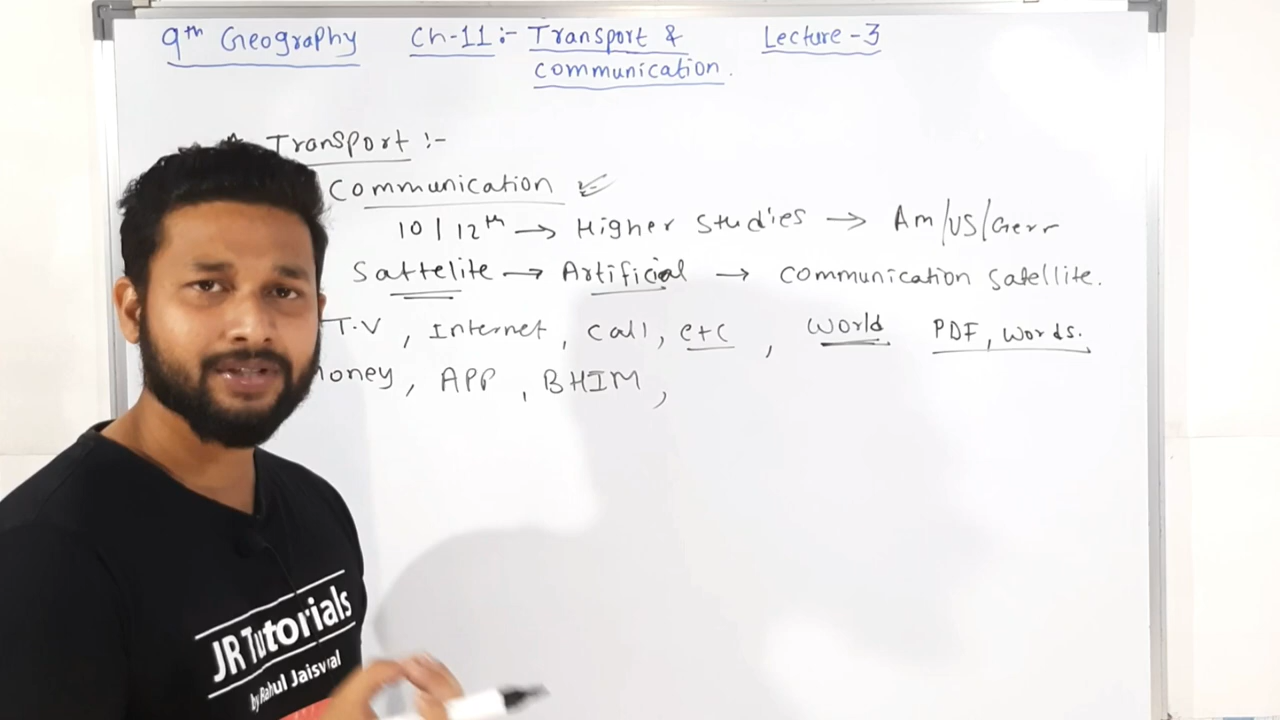 9th Geography Ch-11:- Transport & Lecture-3
communication.
Transport :-
Communication
10 | 12th → Higher Studies → Am/US/Gerr
Sattelite → Artificial → communication satellite.
T.V, Internet, call, etc, world PDF, words.
oney, APP, BHIM,
JR Tutorials
by Rahul Jaiswal